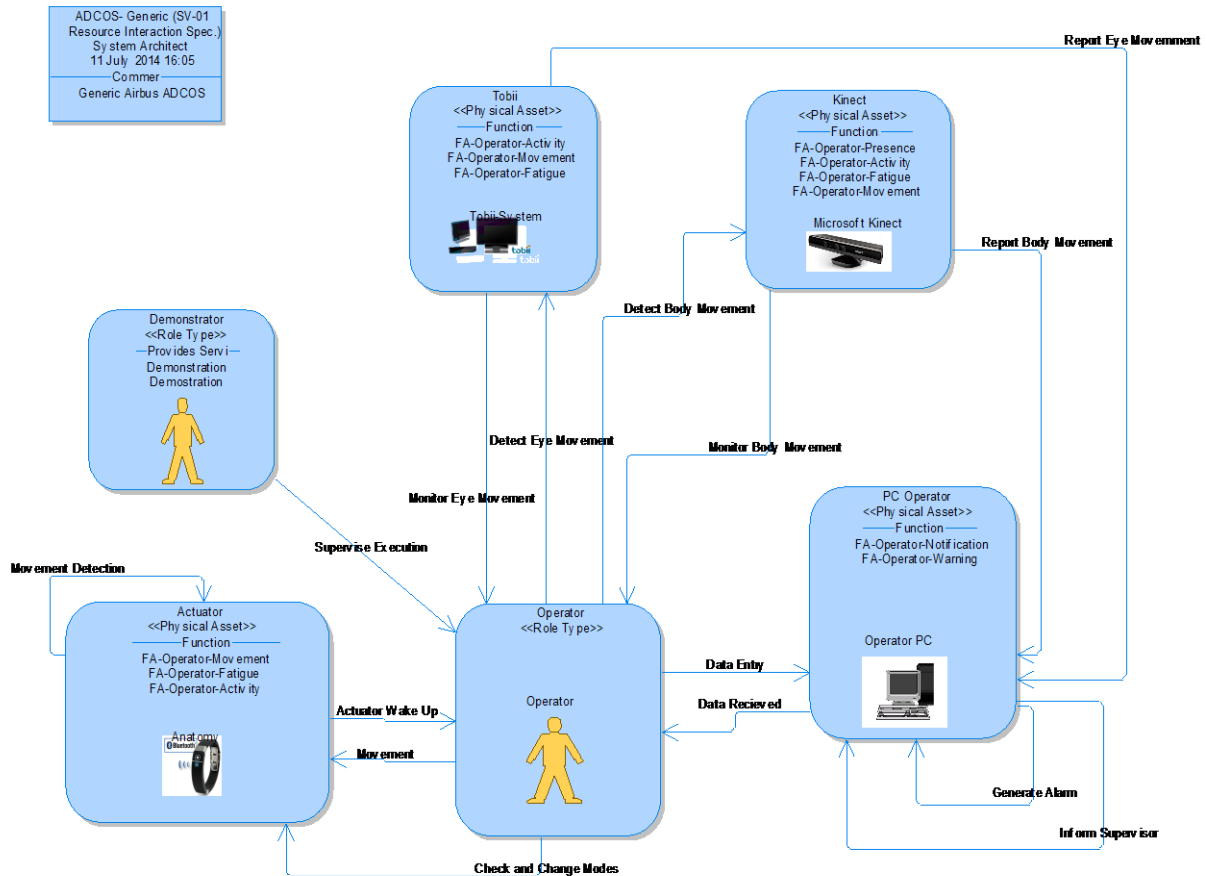 ADCOS- Generic (SV-01
Resource Interaction Spec.)
System Architect
11 July 2014 16:05
Commer
Generic Airbus ADCOS
Report Eye Movemment
Tobii
<<Physical Asset>>
Function
FA-Operator-Activity
FA-Operator-Movement
FA-Operator-Fatigue
Tobii-System
tobii
tobii
Kinect
<<Physical Asset>>
Function
FA-Operator-Presence
FA-Operator-Activity
FA-Operator-Fatigue
FA-Operator-Movement
Microsoft Kinect
Report Body Movement
Detect Body Movement
Demonstrator
<<Role Type>>
Provides Servi
Demonstration
Demostration
Detect Eye Movement
Monitor Body Movement
Monitor Eye Movement
Supervise Execution
PC Operator
<<Physical Asset>>
Function
FA-Operator-Notification
FA-Operator-Warning
Operator PC
Movement Detection
Actuator
<<Physical Asset>>
Function
FA-Operator-Movement
FA-Operator-Fatigue
FA-Operator-Activity
Anatomy
Bluetooth
Operator
<<Role Type>>
Operator
Data Entry
Data Recieved
Actuator Wake Up
Movement
Generate Alarm
Inform Supervisor
Check and Change Modes